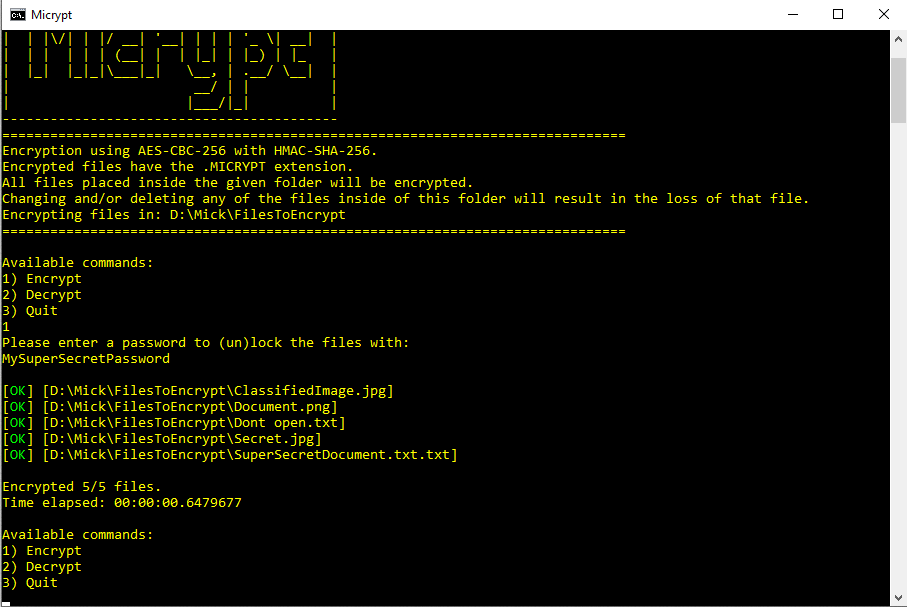 Micrypt
--------------------------------------------
==============================================================================
Encryption using AES-CBC-256 with HMAC-SHA-256.
Encrypted files have the .MICRYPT extension.
All files placed inside the given folder will be encrypted.
Changing and/or deleting any of the files inside of this folder will result in the loss of that file.
Encrypting files in: D:\Mick\FilesToEncrypt
==============================================================================
Available commands:
1) Encrypt
2) Decrypt
3) Quit
1
Please enter a password to (un)lock the files with:
MySuperSecretPassword
[OK] [D:\Mick\FilesToEncrypt\ClassifiedImage.jpg]
[OK] [D:\Mick\FilesToEncrypt\Document.png]
[OK] [D:\Mick\FilesToEncrypt\Dont open.txt]
[OK] [D:\Mick\FilesToEncrypt\Secret.jpg]
[OK] [D:\Mick\FilesToEncrypt\SuperSecretDocument.txt.txt]
Encrypted 5/5 files.
Time elapsed: 00:00:00.6479677
Available commands:
1) Encrypt
2) Decrypt
3) Quit